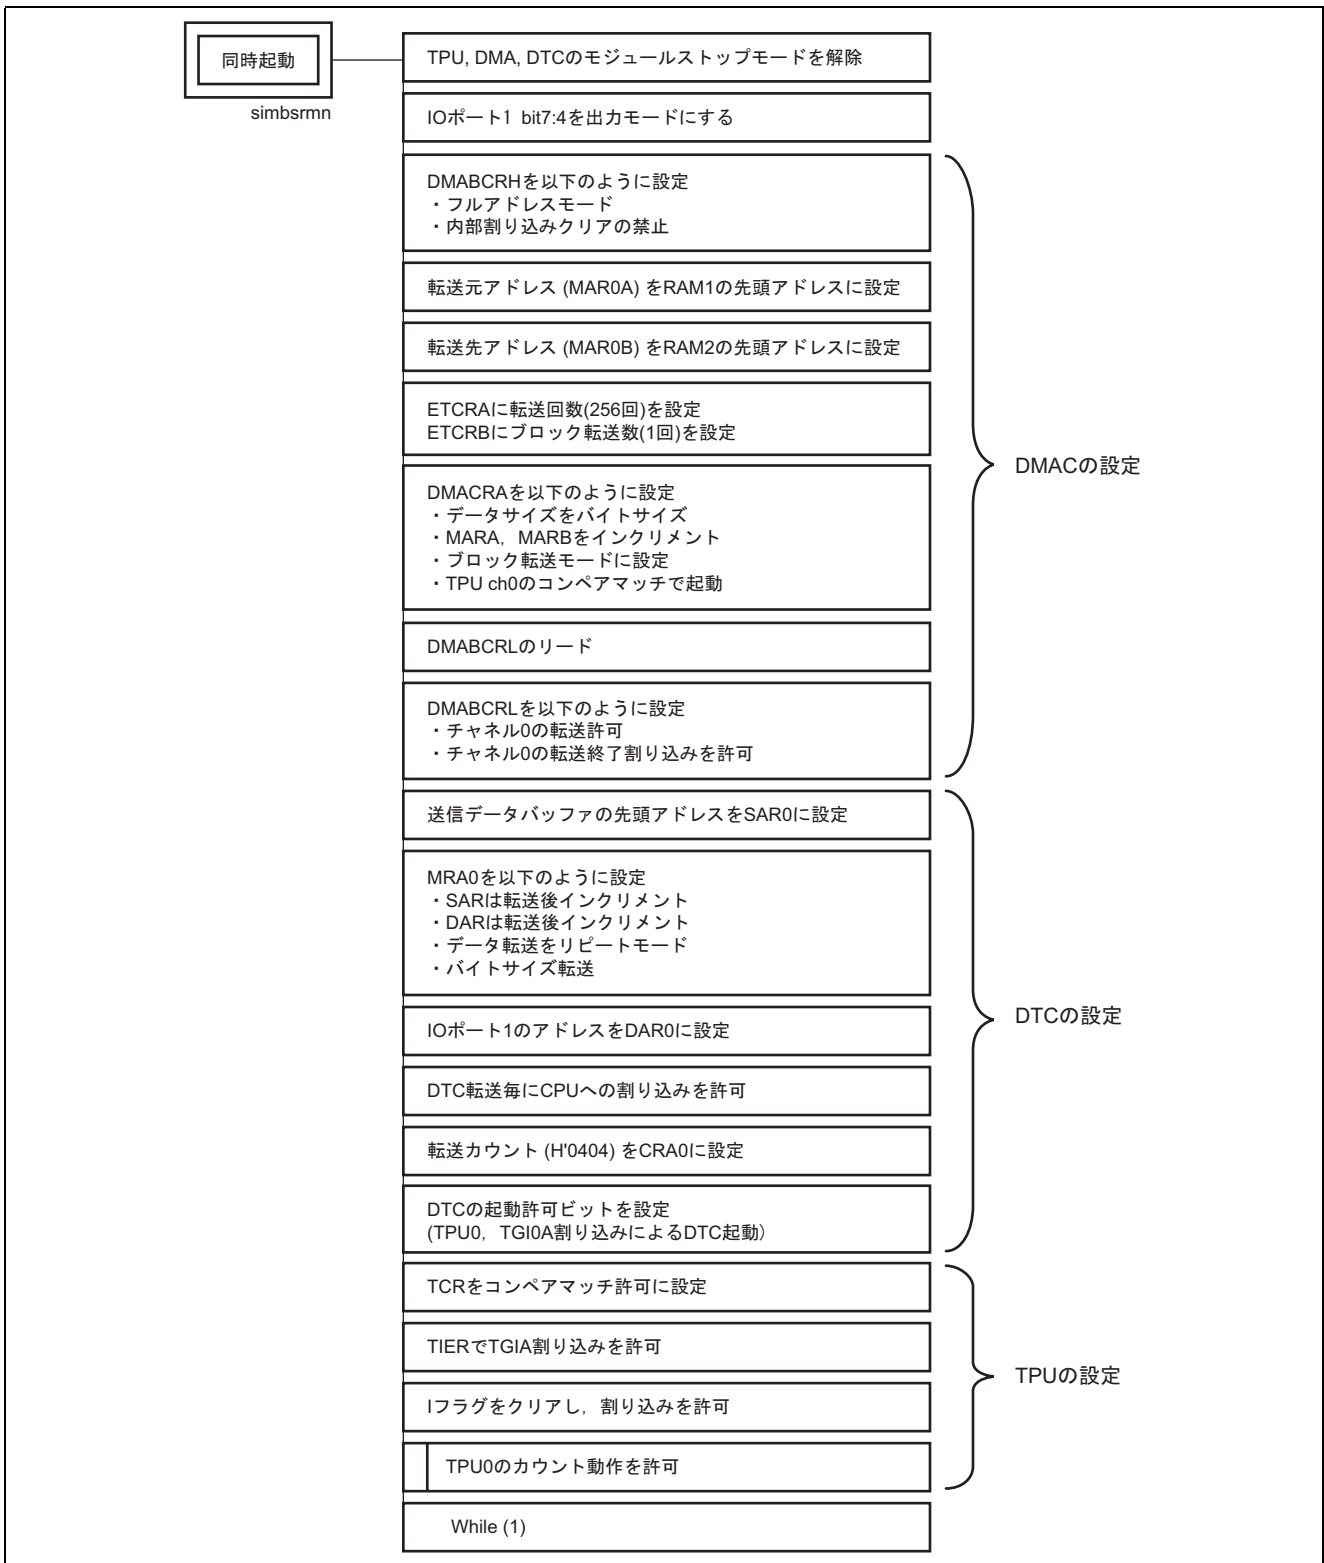 同時起動
simbsrmn
TPU, DMA, DTCのモジュールストップモードを解除
IOポート1 bit7:4を出力モードにする
DMABCRHを以下のように設定
・フルアドレスモード
・内部割り込みクリアの禁止
転送元アドレス (MAR0A) をRAM1の先頭アドレスに設定
転送先アドレス (MAR0B) をRAM2の先頭アドレスに設定
ETCRAに転送回数(256回)を設定
ETCRBにブロック転送数(1回)を設定
DMACRAを以下のように設定
・データサイズをバイトサイズ
・MARA，MARBをインクリメント
・ブロック転送モードに設定
・TPU ch0のコンペアマッチで起動
DMABCRLのリード
DMABCRLを以下のように設定
・チャネル0の転送許可
・チャネル0の転送終了割り込みを許可
DMACの設定
送信データバッファの先頭アドレスをSAR0に設定
MRA0を以下のように設定
・SARは転送後インクリメント
・DARは転送後インクリメント
・データ転送をリピートモード
・バイトサイズ転送
IOポート1のアドレスをDAR0に設定
DTC転送毎にCPUへの割り込みを許可
転送カウント (H'0404) をCRA0に設定
DTCの起動許可ビットを設定
(TPU0，TGI0A割り込みによるDTC起動)
DTCの設定
TCRをコンペアマッチ許可に設定
TIERでTGIA割り込みを許可
Iフラグをクリアし，割り込みを許可
TPU0のカウント動作を許可
TPUの設定
While (1)